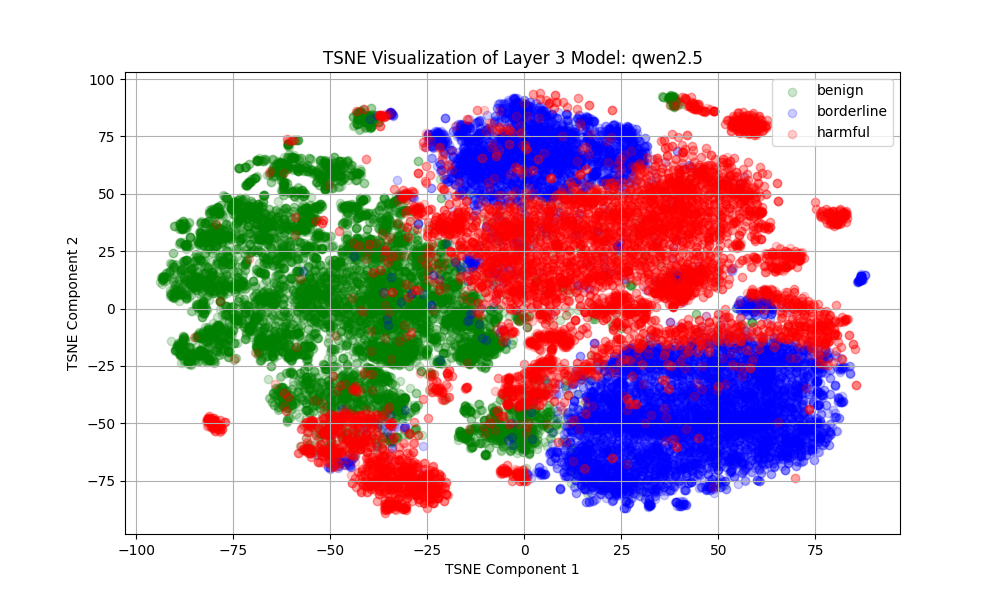 TSNE Visualization of Layer 3 Model: qwen2.5
benign
borderline
harmful
TSNE Component 2
100
75
50
25
0
−25
−50
−75
−100
−75
−50
−25
0
25
50
75
TSNE Component 1